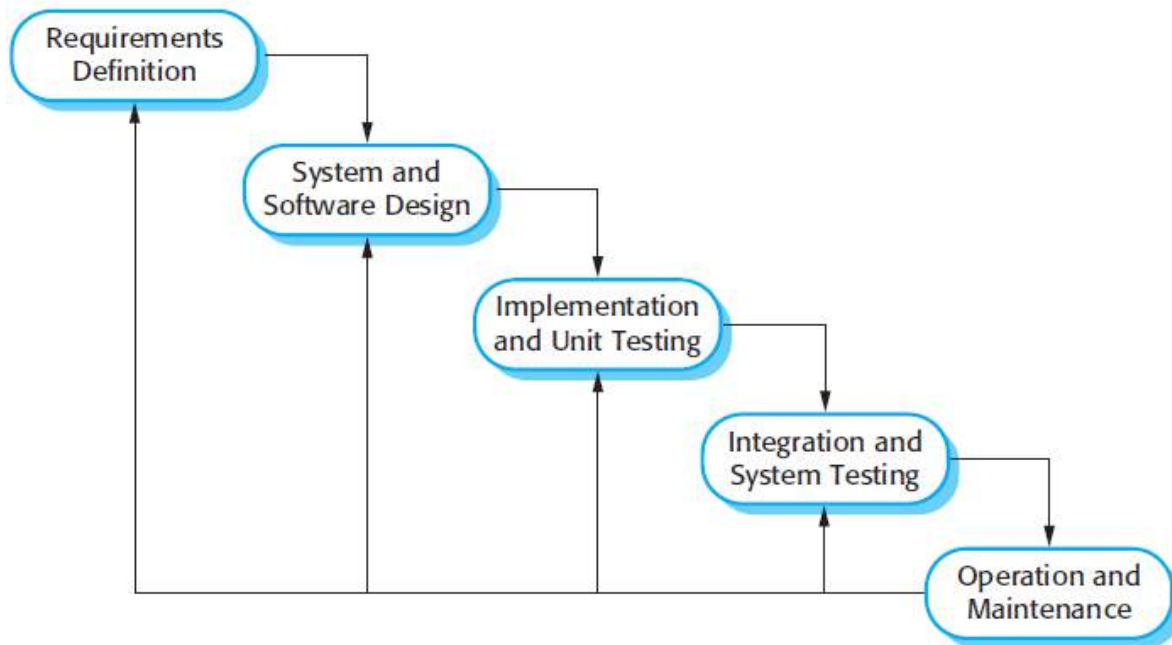 Requirements
Definition
System and
Software Design
Implementation
and Unit Testing
Integration and
System Testing
Operation and
Maintenance